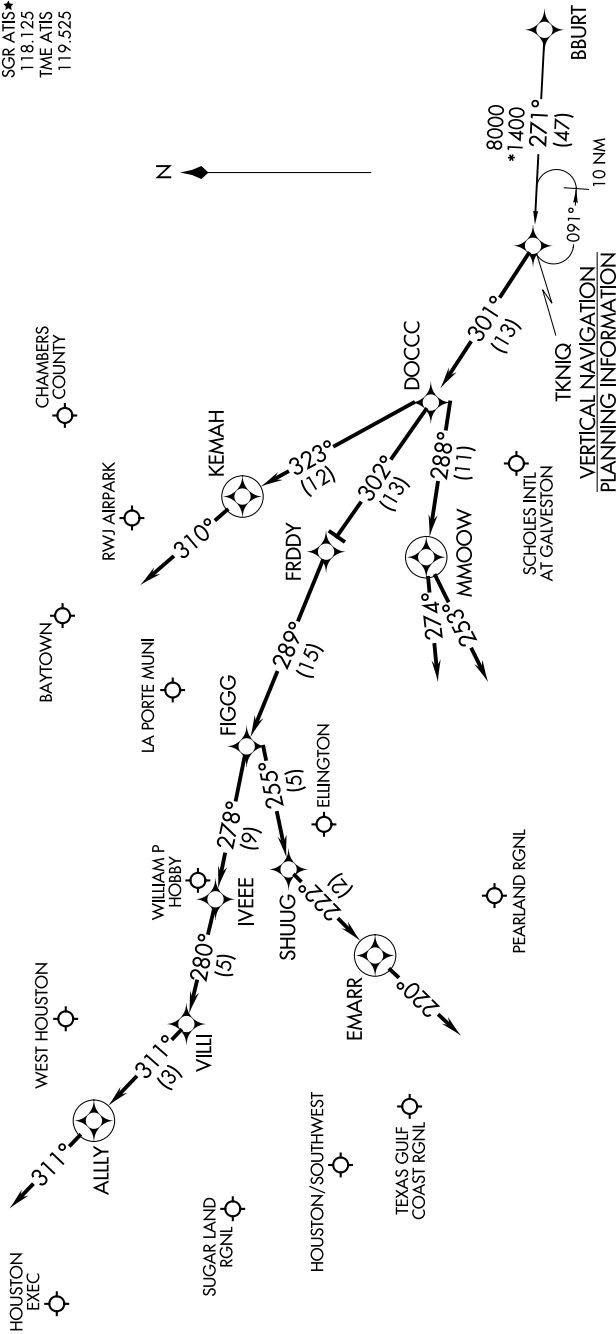 SGR ATIS★
118.125
TME ATIS
119.525
HOUSTON
EXEC
311°
ALLLY
311°
(3)
WEST HOUSTON
VILLI
280°
(5)
WILLIAM P
HOBBY
IVEEE
278°
(9)
FIGGG
255°
(5)
SHUUG
222°
(2)
EMARR
220°
ELLINGTON
SUGAR LAND
RGNL
HOUSTON/SOUTHWEST
TEXAS GULF
COAST RGNL
PEARLAND RGNL
BAYTOWN
LA PORTE MUNI
RWJ AIRPARK
CHAMBERS
COUNTY
N
289°
(15)
FRDDY
302°
(13)
310°
KEMAH
323°
(12)
DOCCC
288°
(11)
MMOOW
274°
253°
SCHOLES INTL
AT GALVESTON
301°
(13)
TKNIQ
8000
*1400
271°
(47)
091°
10 NM
BBURT
VERTICAL NAVIGATION
PLANNING INFORMATION